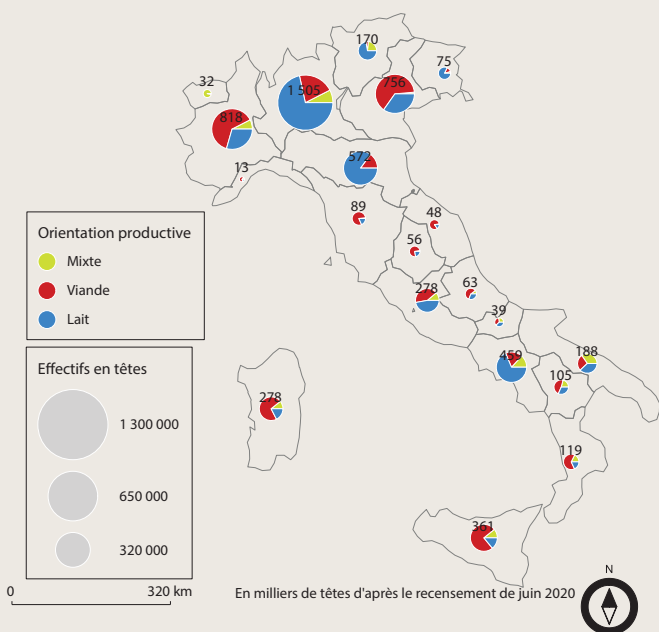 170
75
32
1 505
756
818
572
13
89
48
56
278
63
39
459
188
105
278
119
361
Orientation productive
Mixte
Viande
Lait
Effectifs en têtes
1 300 000
650 000
320 000
0 320 km
En milliers de têtes d'après le recensement de juin 2020
N